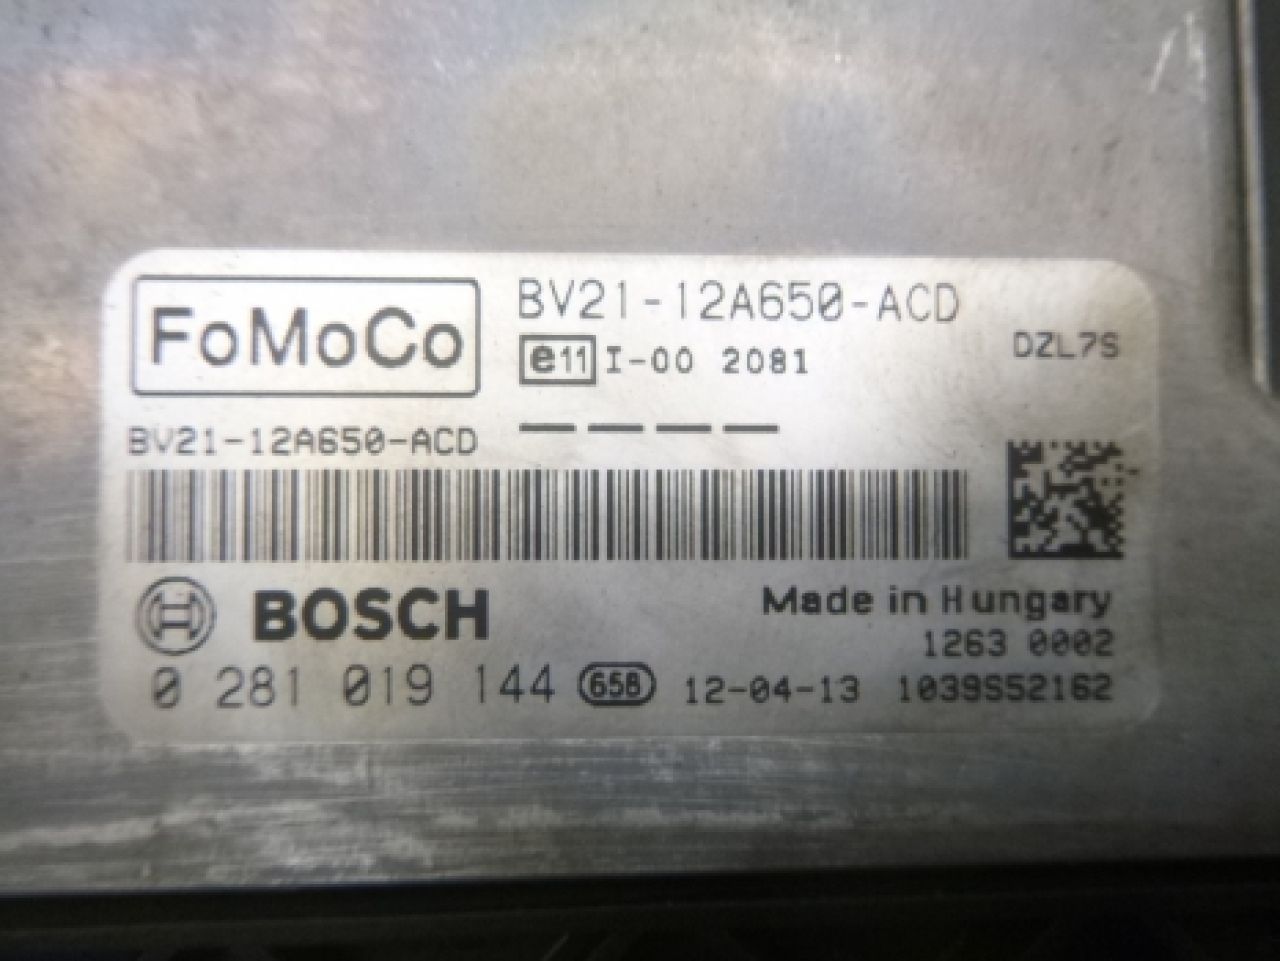 FoMoCo
BV21-12A650-ACD
e11 I-00 2081
DZL7S
BV21-12A650-ACD
BOSCH
Made in Hungary
1263 0002
0 281 019 144 65B 12-04-13 1039S52162